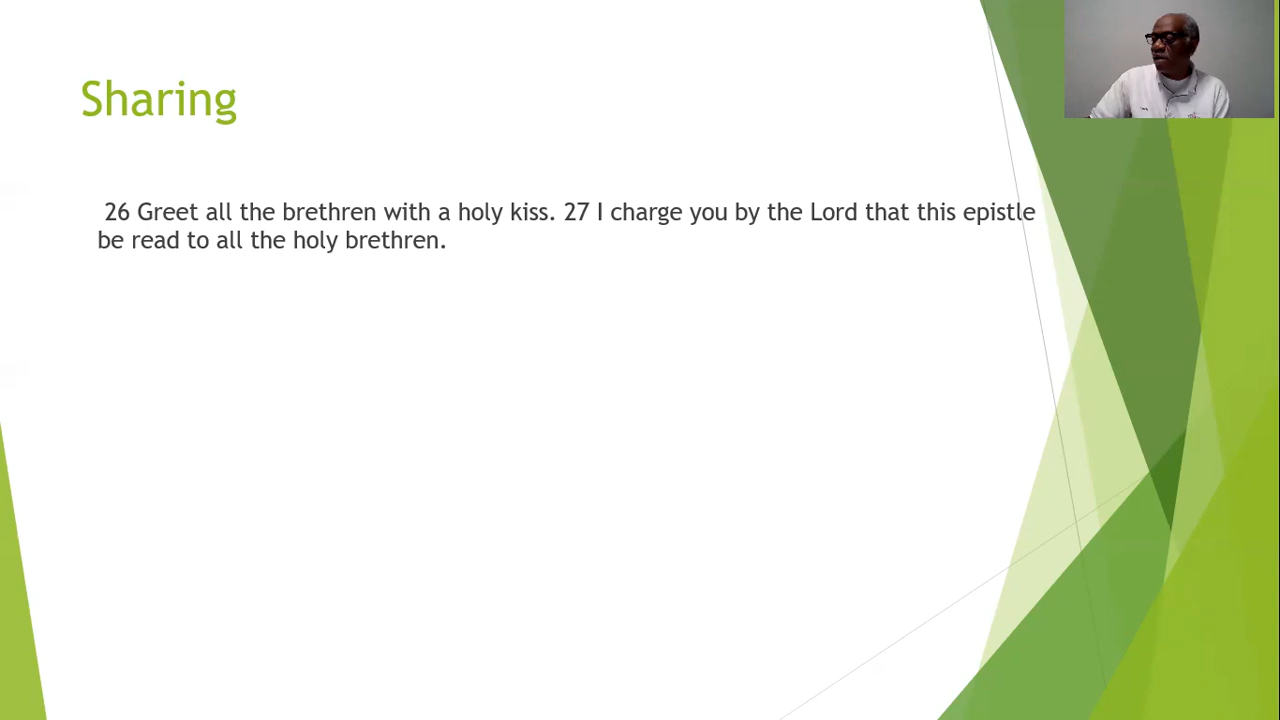 Sharing
26 Greet all the brethren with a holy kiss. 27 I charge you by the Lord that this epistle
be read to all the holy brethren.